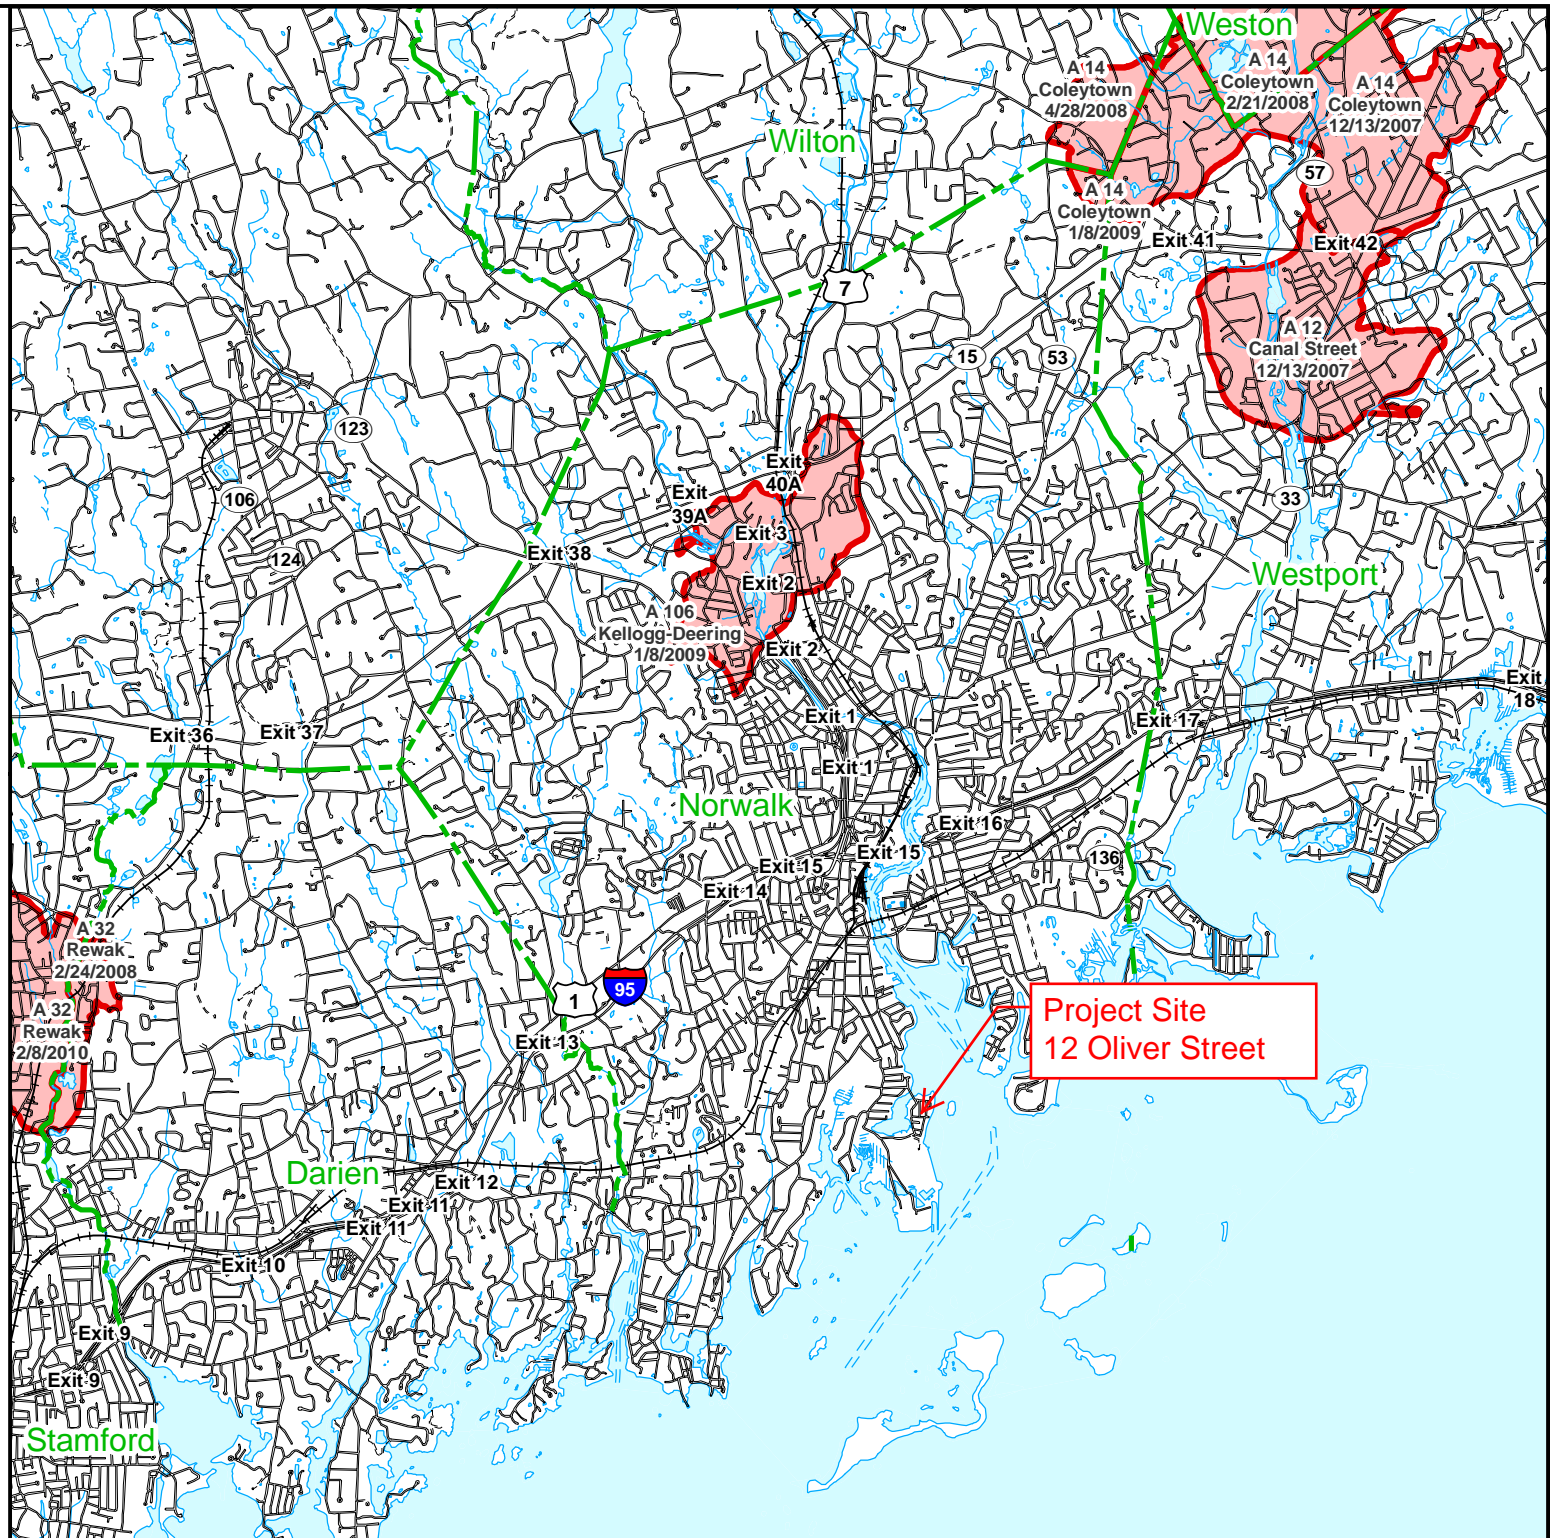 Weston
A 14
Coleytown
4/28/2008
A 14
Coleytown
2/21/2008
A 14
Coleytown
12/13/2007
Wilton
57
A 14
Coleytown
1/8/2009
Exit 41
Exit 42
7
A 12
Canal Street
12/13/2007
15
53
123
Exit
40A
106
Exit
39A
33
Exit 3
Exit 38
124
Exit 2
Westport
A 106
Kellogg-Deering
1/8/2009
Exit 2
Exit
18
Exit 1
Exit 17
Exit 36
Exit 37
Exit 1
Norwalk
Exit 16
Exit 15
136
Exit 15
Exit 14
A 32
Rewak
2/24/2008
95
1
A 32
Rewak
2/8/2010
Project Site
12 Oliver Street
Exit 13
Darien
Exit 12
Exit 11
Exit 11
Exit 10
Exit 9
Exit 9
Stamford